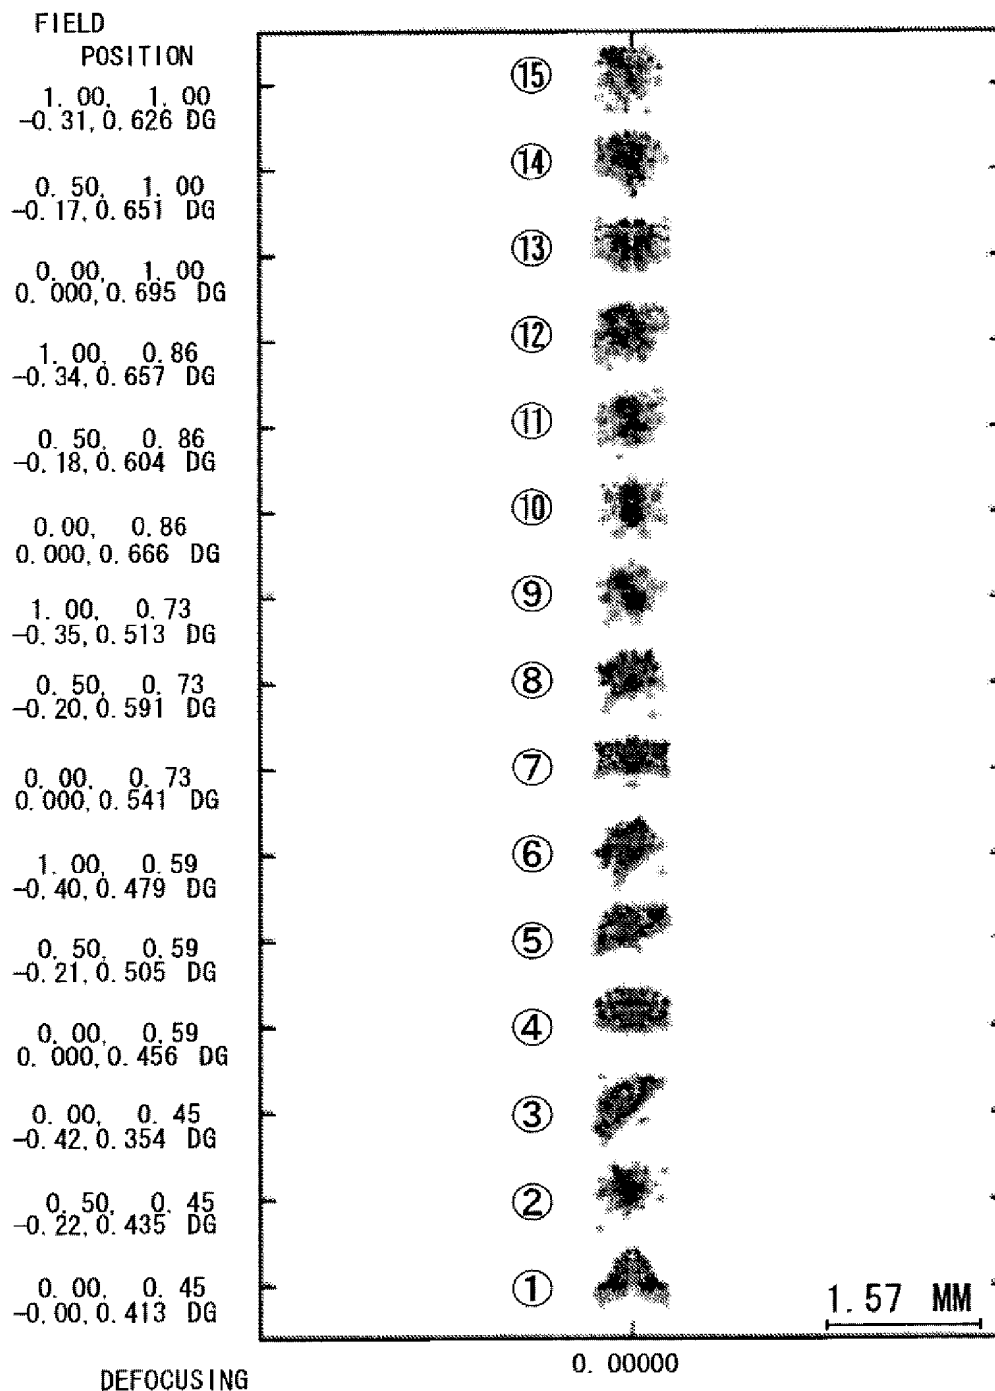 FIELD
POSITION
1. 00, 1. 00
-0. 31, 0. 626 DG
⑮
0. 50, 1. 00
-0. 17, 0. 651 DG
⑭
0. 00, 1. 00
0. 000, 0. 695 DG
⑬
1. 00, 0. 86
-0. 34, 0. 657 DG
⑫
0. 50, 0. 86
-0. 18, 0. 604 DG
⑪
0. 00, 0. 86
0. 000, 0. 666 DG
⑩
1. 00, 0. 73
-0. 35, 0. 513 DG
⑨
0. 50, 0. 73
-0. 20, 0. 591 DG
⑧
0. 00, 0. 73
0. 000, 0. 541 DG
⑦
1. 00, 0. 59
-0. 40, 0. 479 DG
⑥
0. 50, 0. 59
-0. 21, 0. 505 DG
⑤
0. 00, 0. 59
0. 000, 0. 456 DG
④
0. 00, 0. 45
-0. 42, 0. 354 DG
③
0. 50, 0. 45
-0. 22, 0. 435 DG
②
0. 00, 0. 45
-0. 00, 0. 413 DG
①
1. 57 MM
0. 00000
DEFOCUSING